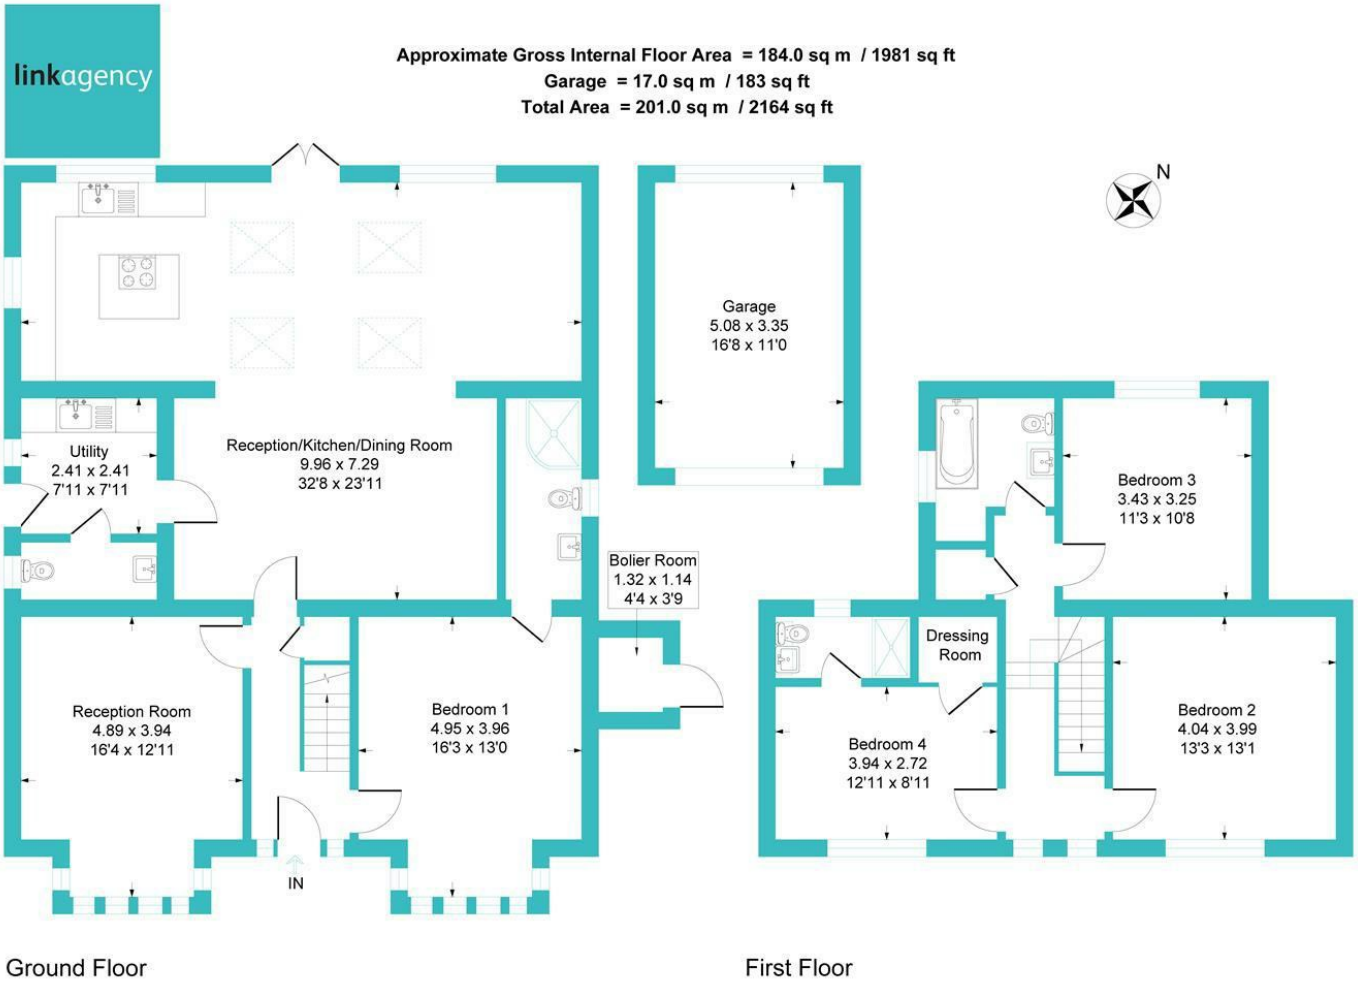 linkagency
Approximate Gross Internal Floor Area = 184.0 sq m / 1981 sq ft
Garage = 17.0 sq m / 183 sq ft
Total Area = 201.0 sq m / 2164 sq ft
N
Garage
5.08 x 3.35
16'8 x 11'0
Reception/Kitchen/Dining Room
9.96 x 7.29
32'8 x 23'11
Utility
2.41 x 2.41
7'11 x 7'11
Bolier Room
1.32 x 1.14
4'4 x 3'9
Reception Room
4.89 x 3.94
16'4 x 12'11
Bedroom 1
4.95 x 3.96
16'3 x 13'0
IN
Bedroom 3
3.43 x 3.25
11'3 x 10'8
Dressing
Room
Bedroom 4
3.94 x 2.72
12'11 x 8'11
Bedroom 2
4.04 x 3.99
13'3 x 13'1
Ground Floor
First Floor